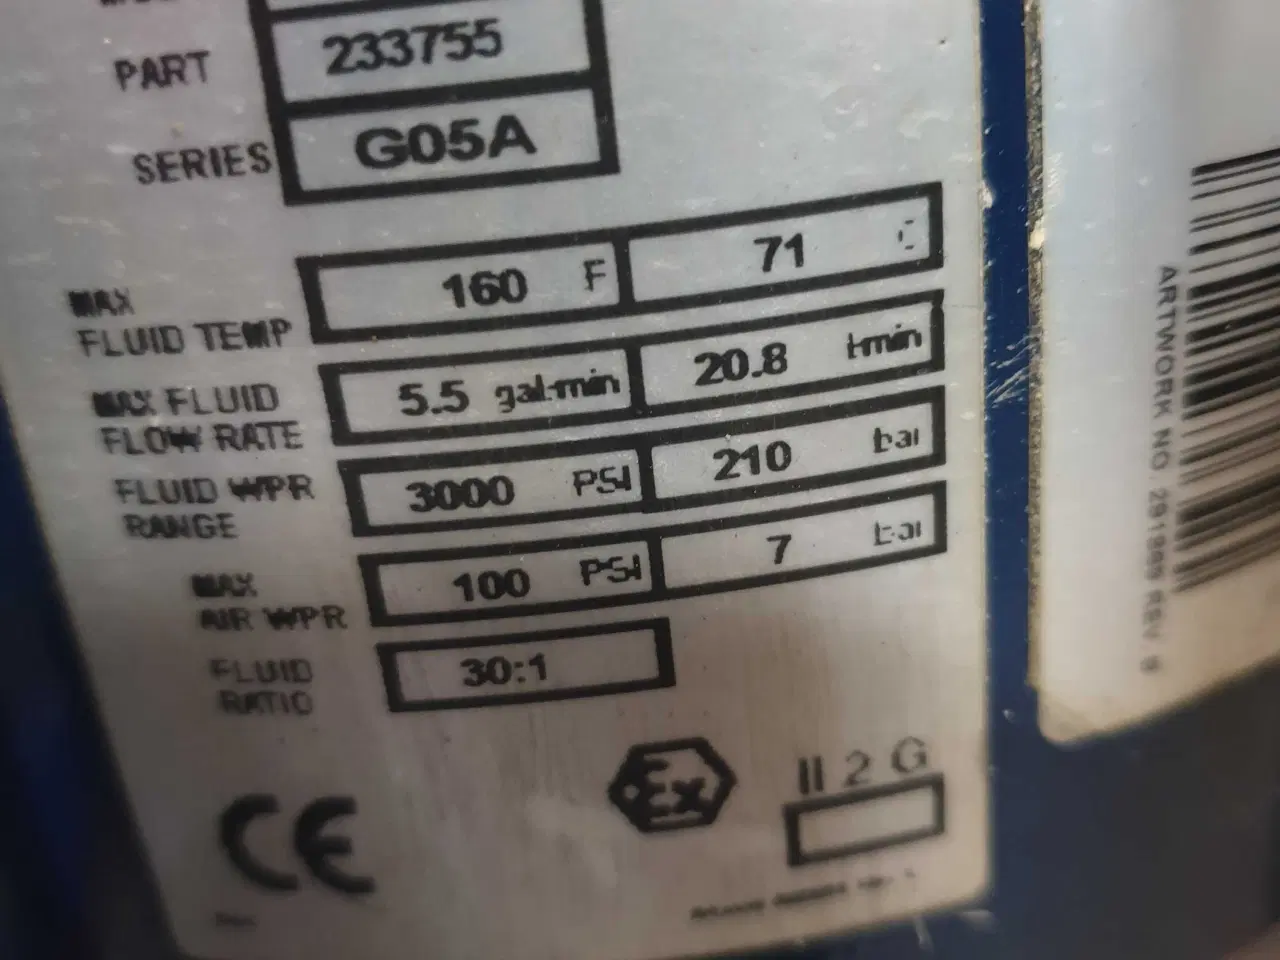 PART 233755
SERIES G05A
MAX FLUID TEMP 160 F 71 C
MAX FLUID FLOW RATE 5.5 gal-min 20.8 l-min
FLUID WPR RANGE 3000 PSI 210 bar
MAX AIR WPR 100 PSI 7 bar
FLUID RATIO 30:1
CE Ex II 2 G
ARTWORK NO.